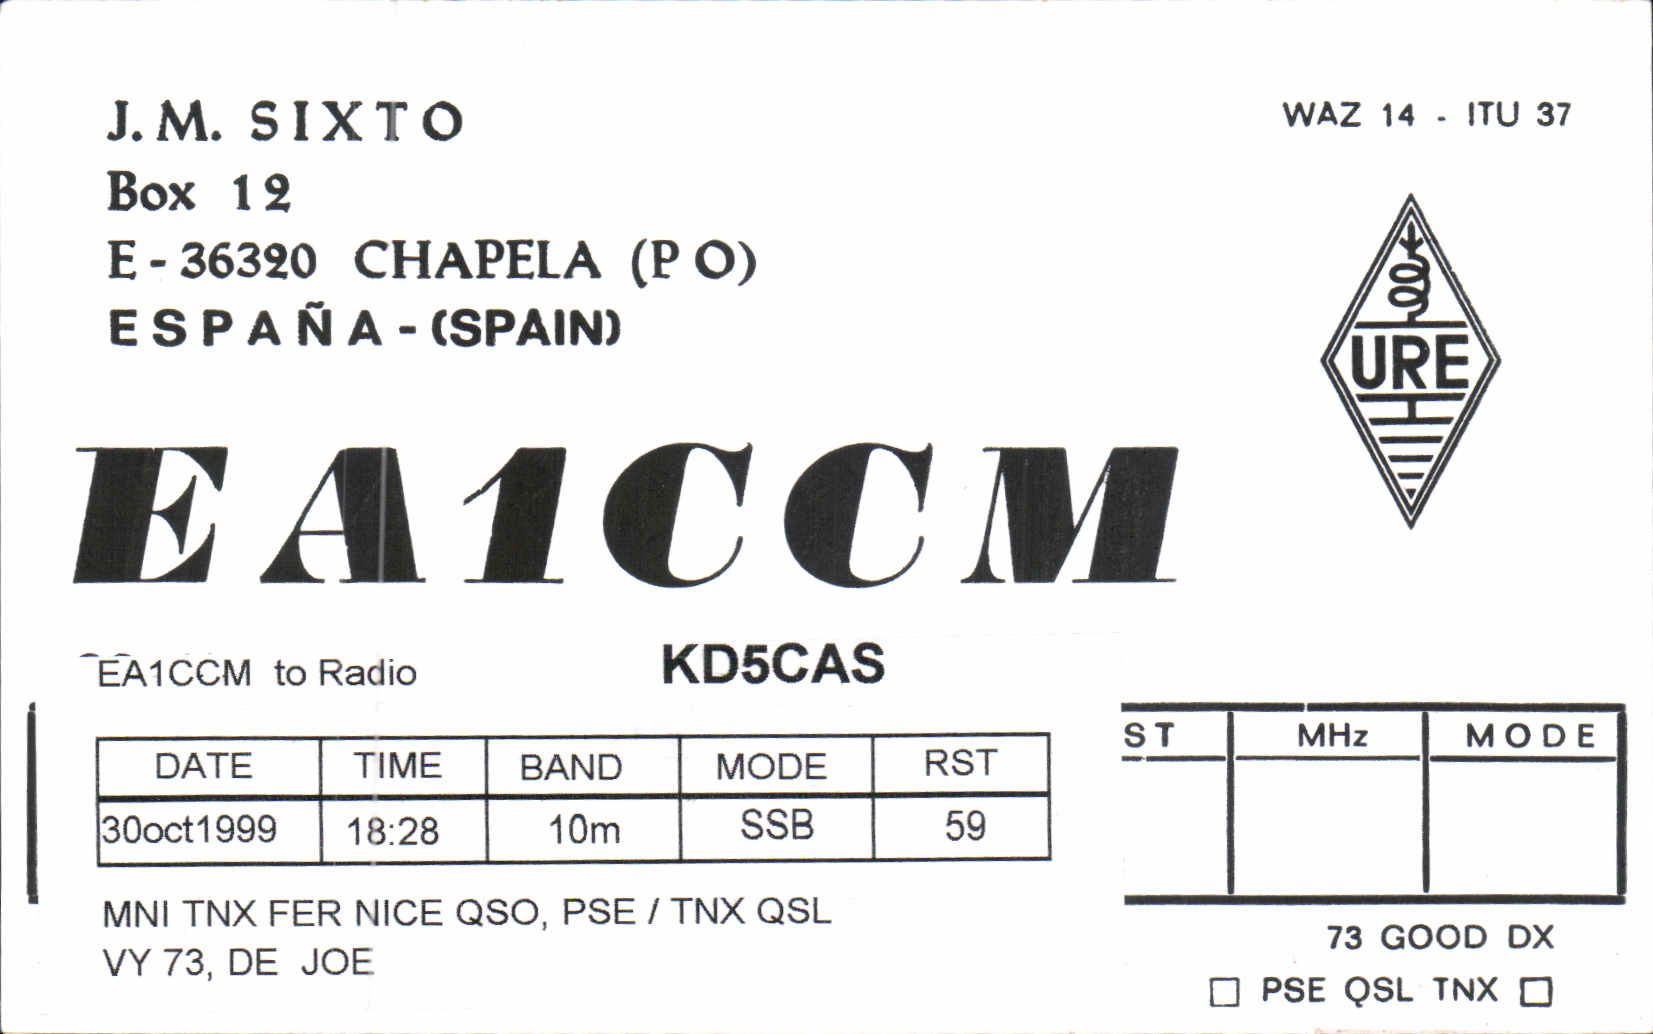 J. M. SIXTO
WAZ 14 - ITU 37
Box 12
E - 36320 CHAPELA (PO)
ESPAÑA - (SPAIN)
URE
EA1CCM
EA1CCM to Radio KD5CAS
DATE TIME BAND MODE RST
30oct1999 18:28 10m SSB 59
ST MHz MODE
MNI TNX FER NICE QSO, PSE / TNX QSL
VY 73, DE JOE
73 GOOD DX
PSE QSL TNX